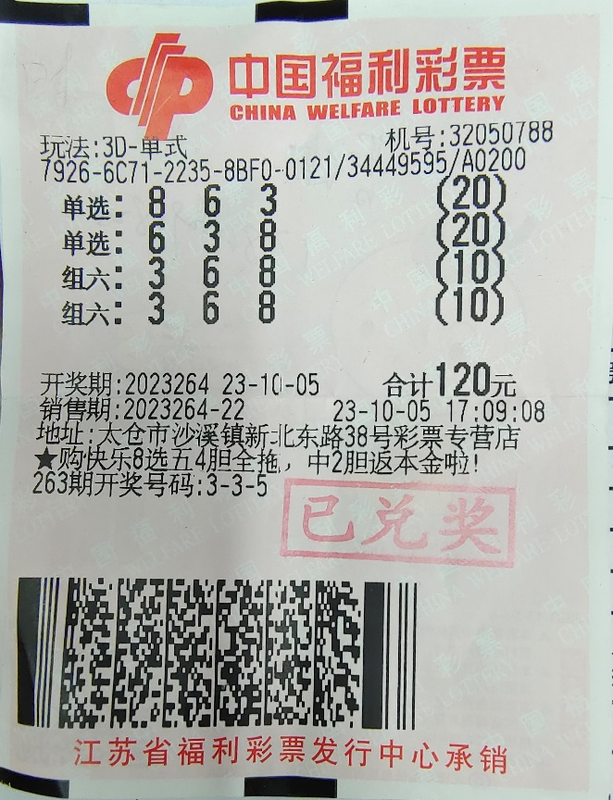 中国福利彩票
CHINA WELFARE LOTTERY
玩法:3D-单式 机号:32050788
7926-6C71-2235-8BF0-0121/34449595/A0200
单选: 8 6 3 (20)
单选: 6 3 8 (20)
组六: 3 6 8 (10)
组六: 3 6 8 (10)
开奖期:2023264 23-10-05 合计120元
销售期:2023264-22 23-10-05 17:09:08
地址:太仓市沙溪镇新北东路38号彩票专营店
★购快乐8选五4胆全拖，中2胆返本金啦!
263期开奖号码:3-3-5
已兑奖
江苏省福利彩票发行中心承销